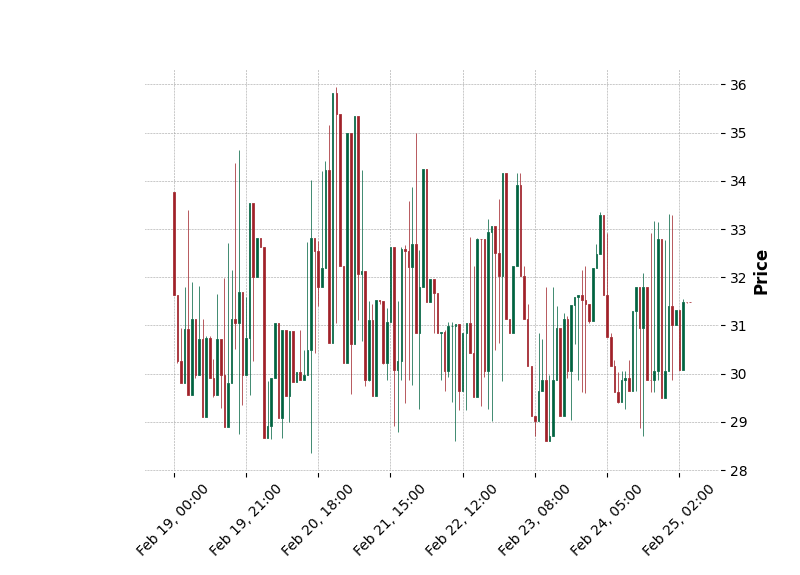 36
35
34
33
32
31
30
29
28
Price
Feb 19, 00:00
Feb 19, 21:00
Feb 20, 18:00
Feb 21, 15:00
Feb 22, 12:00
Feb 23, 08:00
Feb 24, 05:00
Feb 25, 02:00